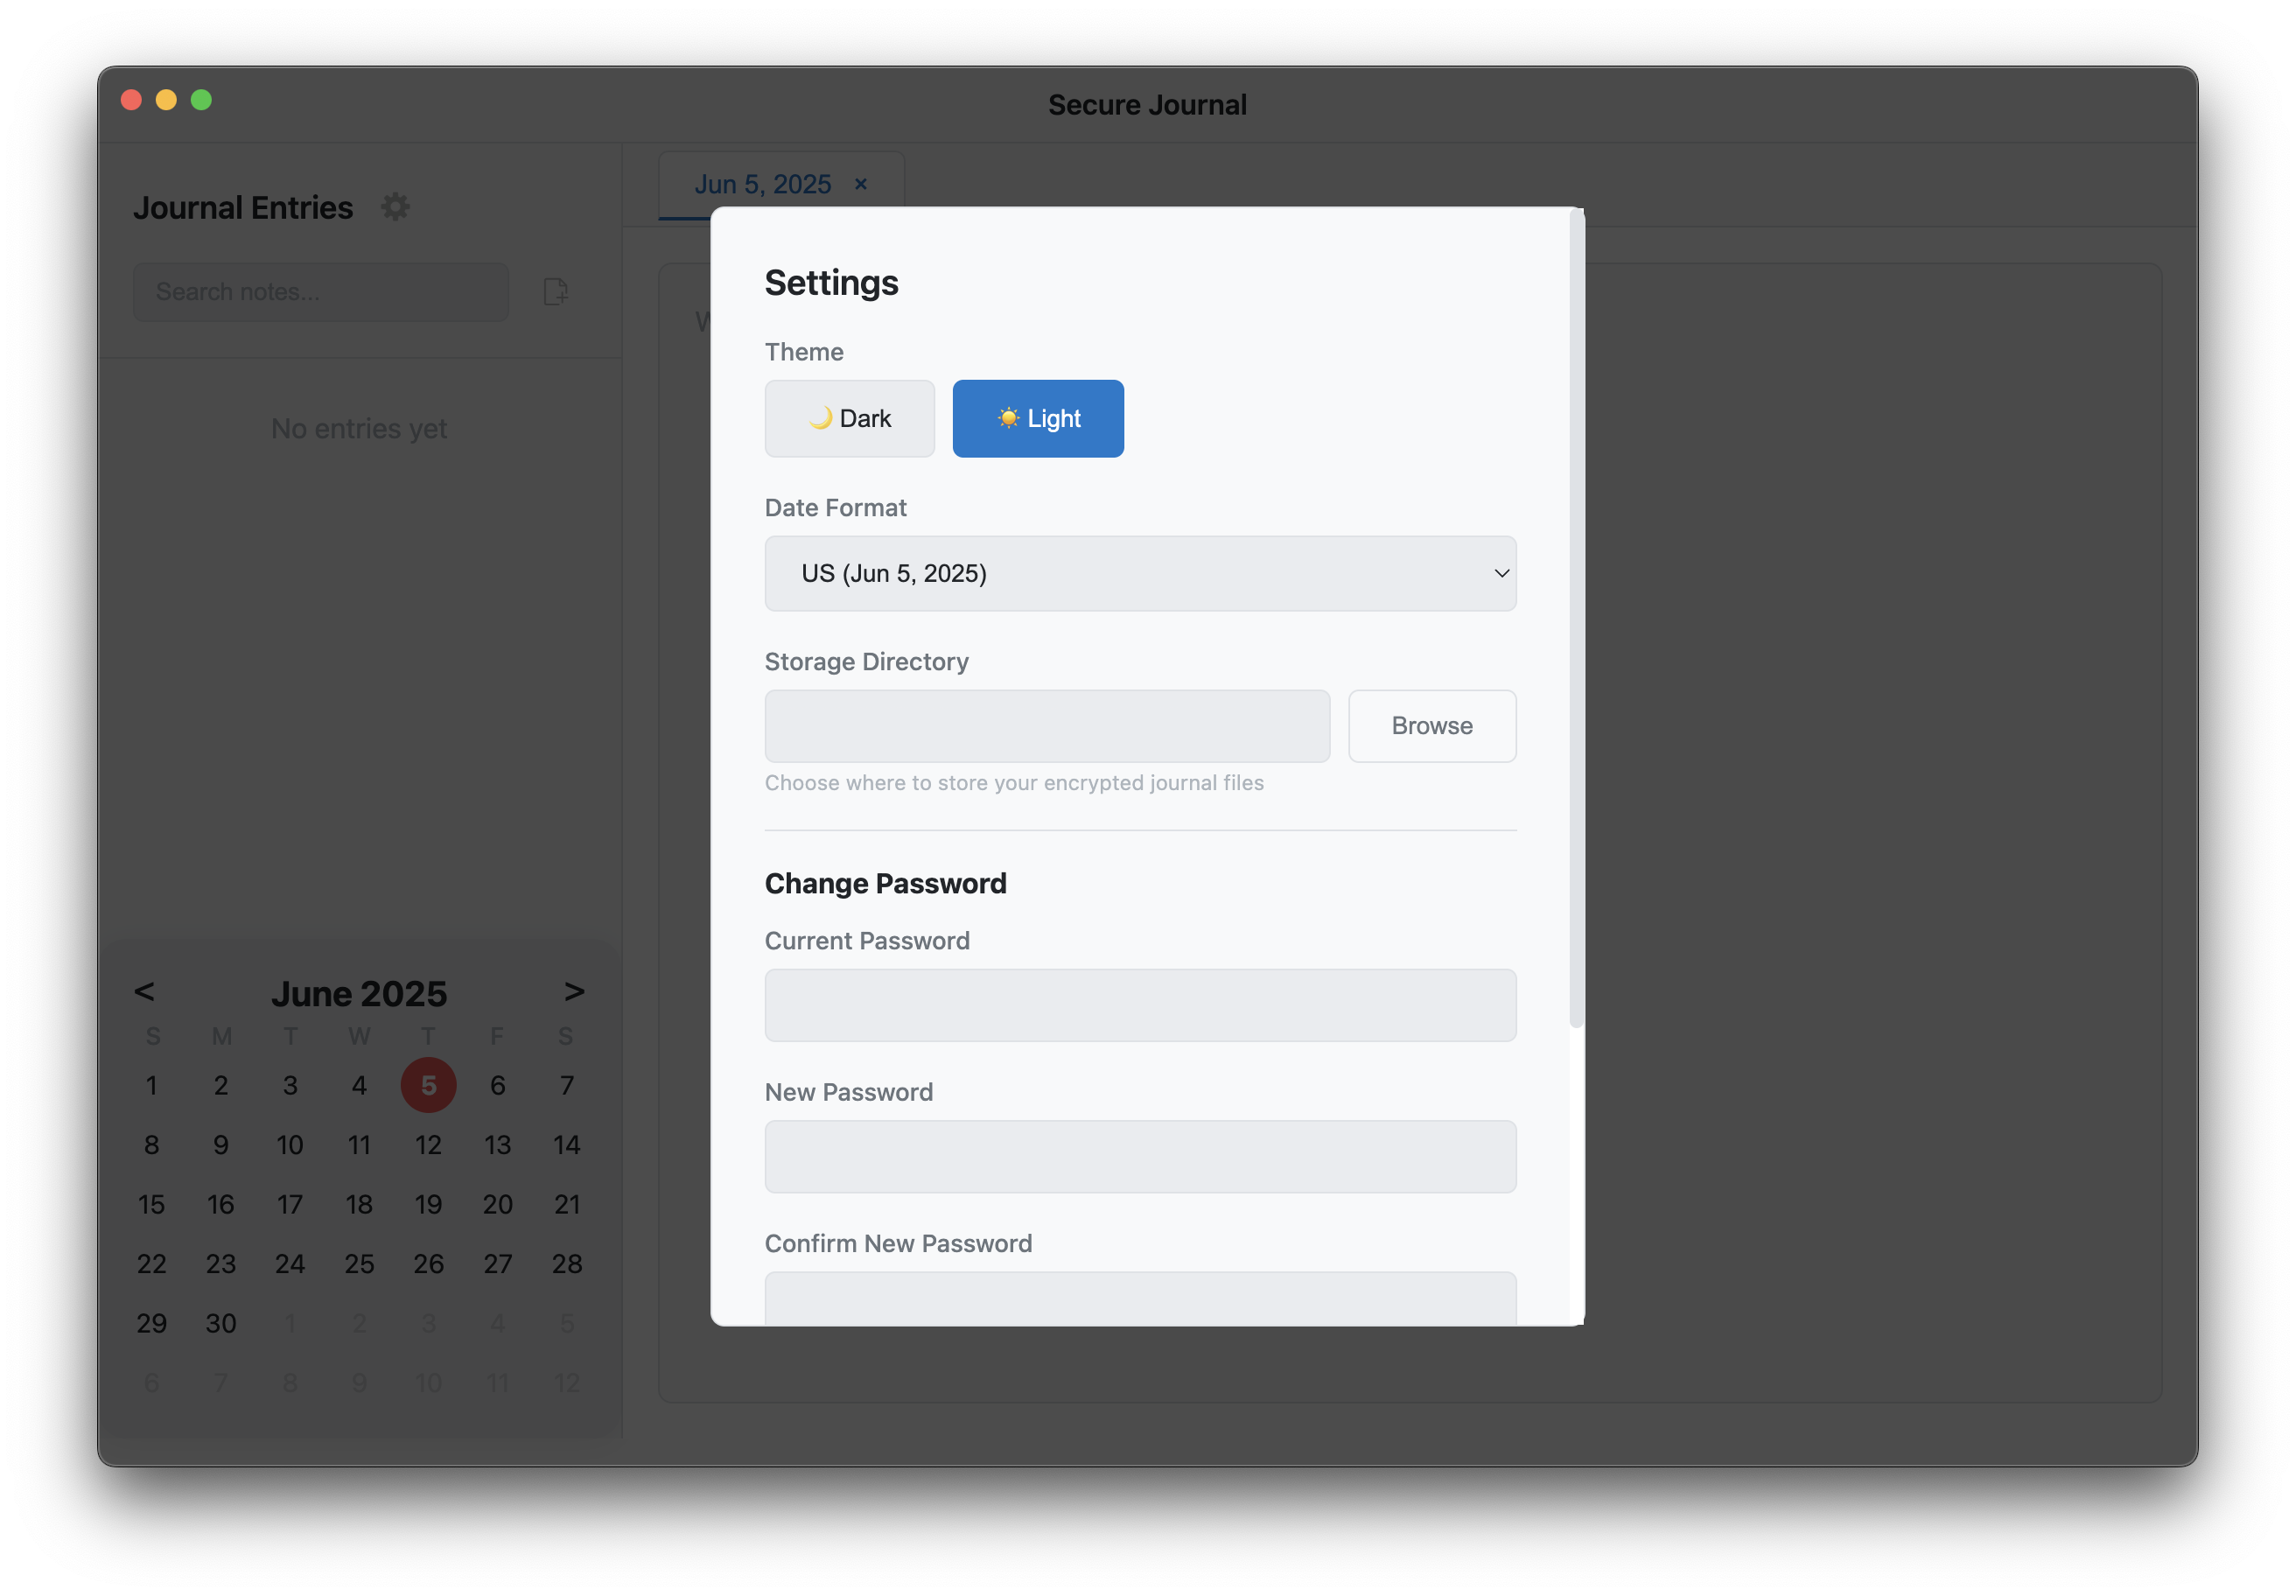 Secure Journal
Journal Entries
Search notes...
No entries yet
< June 2025 >
S M T W T F S
1 2 3 4 5 6 7
8 9 10 11 12 13 14
15 16 17 18 19 20 21
22 23 24 25 26 27 28
29 30 1 2 3 4 5
6 7 8 9 10 11 12
Jun 5, 2025 ×
Settings
Theme
🌙 Dark ☀️ Light
Date Format
US (Jun 5, 2025)
Storage Directory
Browse
Choose where to store your encrypted journal files
Change Password
Current Password
New Password
Confirm New Password